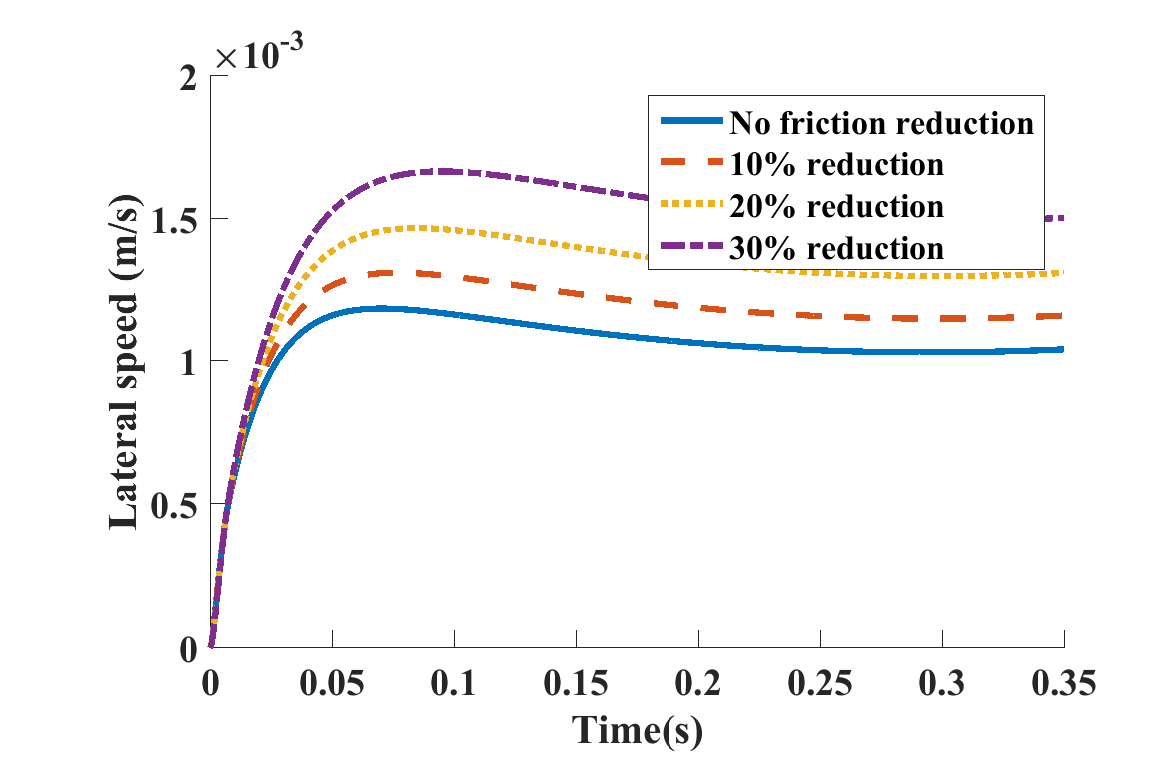 ×10-3
2
1.5
1
0.5
0
No friction reduction
10% reduction
20% reduction
30% reduction
Lateral speed (m/s)
0 0.05 0.1 0.15 0.2 0.25 0.3 0.35
Time(s)